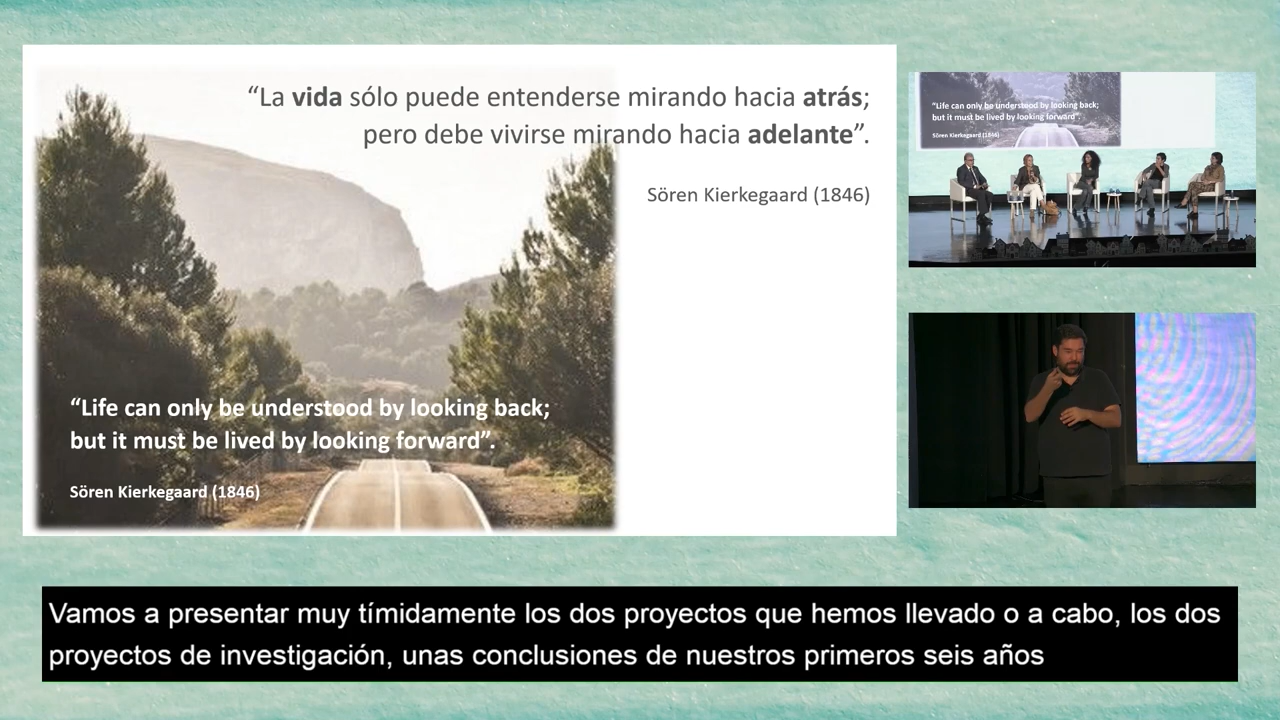 “La vida sólo puede entenderse mirando hacia atrás;
pero debe vivirse mirando hacia adelante”.
Sören Kierkegaard (1846)
“Life can only be understood by looking back;
but it must be lived by looking forward”.
Sören Kierkegaard (1846)
“Life can only be understood by looking back;
but it must be lived by looking forward”.
Sören Kierkegaard (1846)
Vamos a presentar muy tímidamente los dos proyectos que hemos llevado o a cabo, los dos
proyectos de investigación, unas conclusiones de nuestros primeros seis años